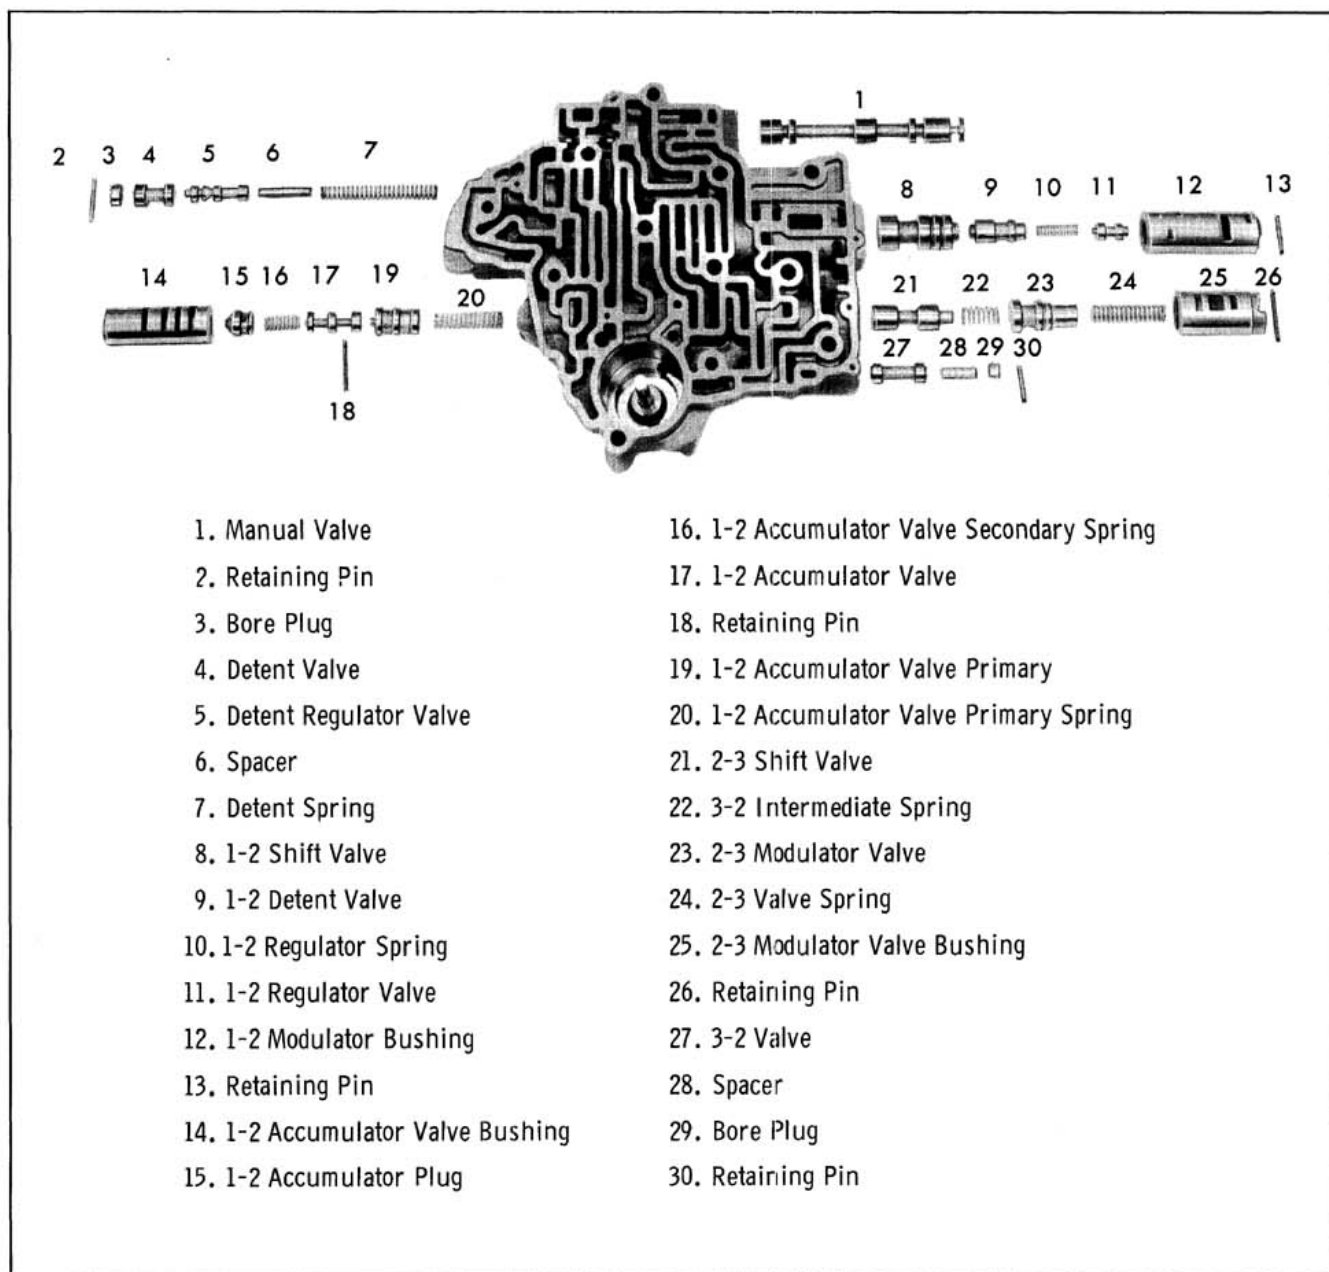 1
2 3 4 5 6 7
8 9 10 11 12 13
14 15 16 17 19 20
21 22 23 24 25 26
27 28 29 30
18
1. Manual Valve
2. Retaining Pin
3. Bore Plug
4. Detent Valve
5. Detent Regulator Valve
6. Spacer
7. Detent Spring
8. 1-2 Shift Valve
9. 1-2 Detent Valve
10. 1-2 Regulator Spring
11. 1-2 Regulator Valve
12. 1-2 Modulator Bushing
13. Retaining Pin
14. 1-2 Accumulator Valve Bushing
15. 1-2 Accumulator Plug
16. 1-2 Accumulator Valve Secondary Spring
17. 1-2 Accumulator Valve
18. Retaining Pin
19. 1-2 Accumulator Valve Primary
20. 1-2 Accumulator Valve Primary Spring
21. 2-3 Shift Valve
22. 3-2 Intermediate Spring
23. 2-3 Modulator Valve
24. 2-3 Valve Spring
25. 2-3 Modulator Valve Bushing
26. Retaining Pin
27. 3-2 Valve
28. Spacer
29. Bore Plug
30. Retaining Pin